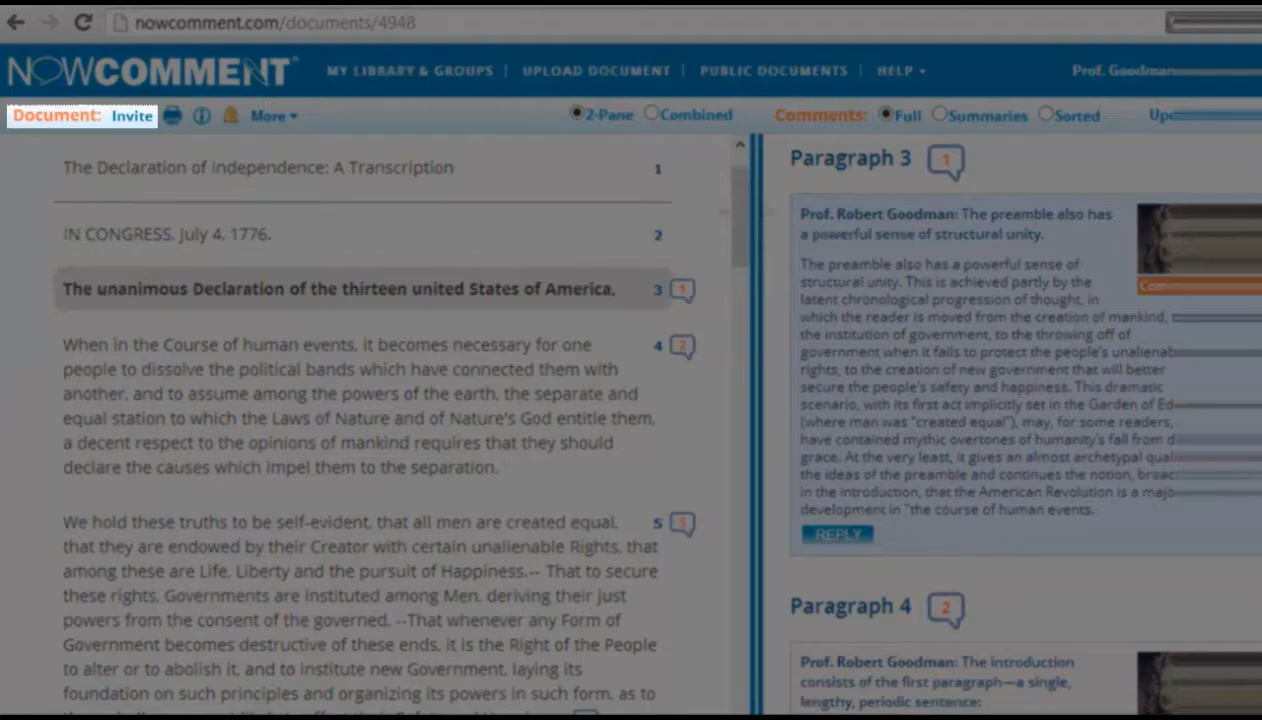 nowcomment.com/documents/4948
NOWCOMMENT
MY LIBRARY & GROUPS | UPLOAD DOCUMENT | PUBLIC DOCUMENTS | HELP
Prof. Goodman
Document: Invite More 2-Pane Combined Comments: Full Summaries Sorted
The Declaration of Independence: A Transcription 1
IN CONGRESS, July 4, 1776. 2
The unanimous Declaration of the thirteen united States of America, 3 1
When in the Course of human events, it becomes necessary for one 4 2
people to dissolve the political bands which have connected them with
another, and to assume among the powers of the earth, the separate and
equal station to which the Laws of Nature and of Nature's God entitle them,
a decent respect to the opinions of mankind requires that they should
declare the causes which impel them to the separation.
We hold these truths to be self-evident, that all men are created equal, 5 3
that they are endowed by their Creator with certain unalienable Rights, that
among these are Life, Liberty and the pursuit of Happiness.-- That to secure
these rights, Governments are instituted among Men, deriving their just
powers from the consent of the governed, --That whenever any Form of
Government becomes destructive of these ends, it is the Right of the People
to alter or to abolish it, and to institute new Government, laying its
foundation on such principles and organizing its powers in such form, as to
Paragraph 3 1
Prof. Robert Goodman: The preamble also has
a powerful sense of structural unity.
The preamble also has a powerful sense of
structural unity. This is achieved partly by the
latent chronological progression of thought, in
which the reader is moved from the creation of mankind,
the institution of government, to the throwing off of
government when it fails to protect the people's unalienab
rights, to the creation of new government that will better
secure the people's safety and happiness. This dramatic
scenario, with its first act implicitly set in the Garden of Ed
(where man was "created equal"), may, for some readers,
have contained mythic overtones of humanity's fall from d
grace. At the very least, it gives an almost archetypal qual
the ideas of the preamble and continues the notion, broac
in the introduction, that the American Revolution is a majo
development in "the course of human events.
REPLY
Paragraph 4 2
Prof. Robert Goodman: The introduction
consists of the first paragraph—a single,
lengthy, periodic sentence: